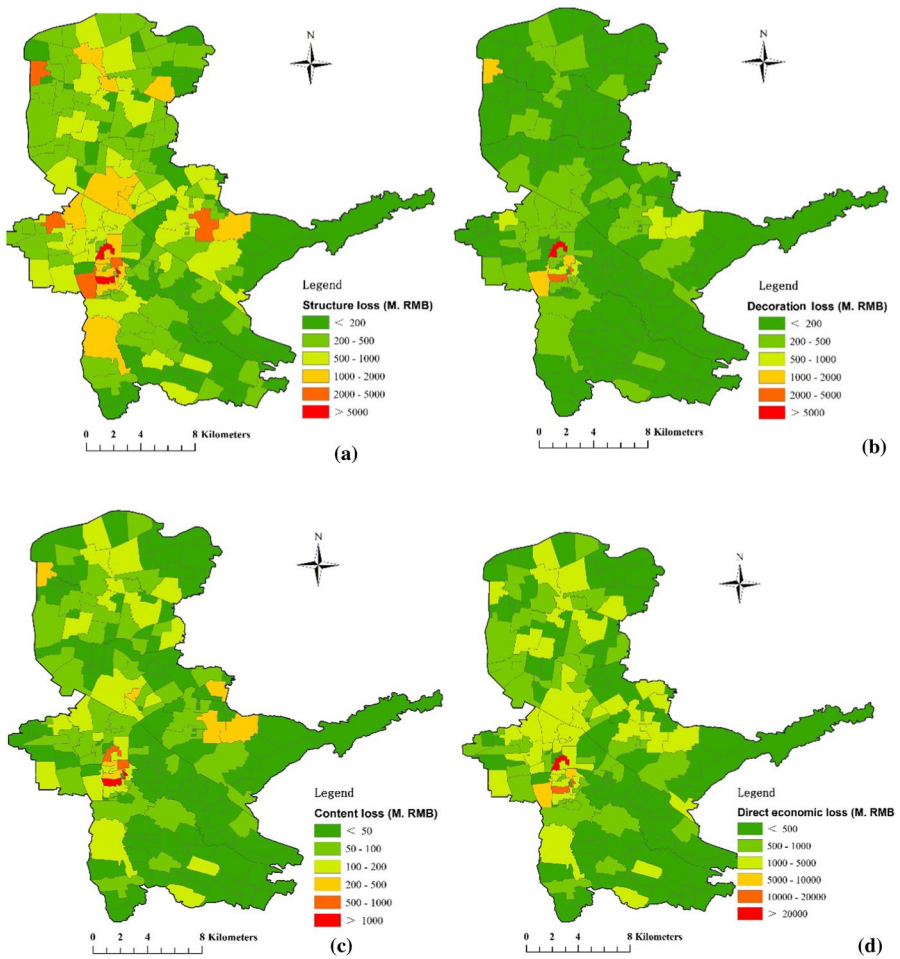 N
Legend
Structure loss (M. RMB)
< 200
200 - 500
500 - 1000
1000 - 2000
2000 - 5000
> 5000
0 2 4 8 Kilometers
(a)
N
Legend
Decoration loss (M. RMB)
< 200
200 - 500
500 - 1000
1000 - 2000
2000 - 5000
> 5000
0 2 4 8 Kilometers
(b)
N
Legend
Content loss (M. RMB)
< 50
50 - 100
100 - 200
200 - 500
500 - 1000
> 1000
0 2 4 8 Kilometers
(c)
N
Legend
Direct economic loss (M. RMB
< 500
500 - 1000
1000 - 5000
5000 - 10000
10000 - 20000
> 20000
0 2 4 8 Kilometers
(d)